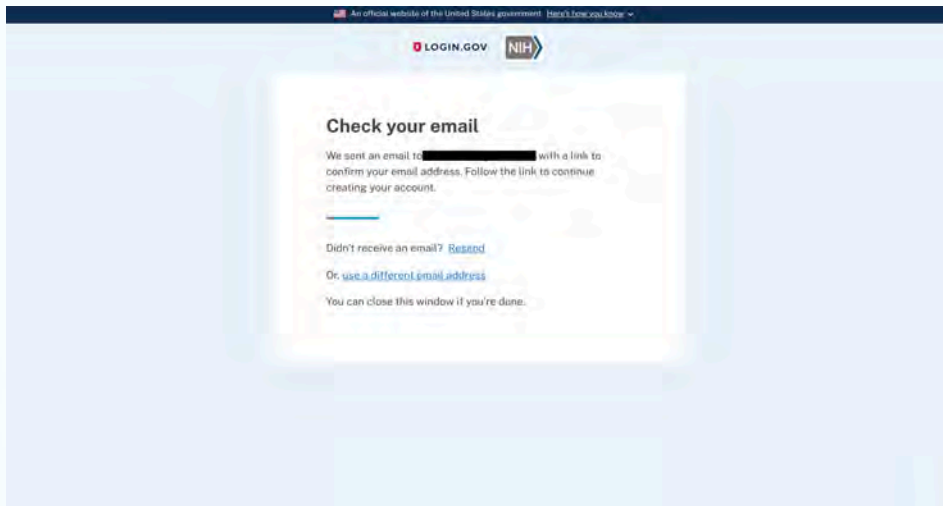 An official website of the United States government Here's how you know
LOGIN.GOV NIH
Check your email
We sent an email to with a link to
confirm your email address. Follow the link to continue
creating your account.
Didn't receive an email? Resend
Or, use a different email address
You can close this window if you're done.